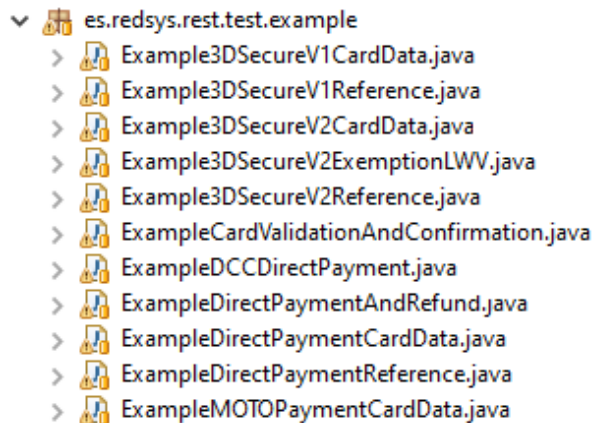 es.redsys.rest.test.example
Example3DSecureV1CardData.java
Example3DSecureV1Reference.java
Example3DSecureV2CardData.java
Example3DSecureV2ExemptionLWV.java
Example3DSecureV2Reference.java
ExampleCardValidationAndConfirmation.java
ExampleDCCDirectPayment.java
ExampleDirectPaymentAndRefund.java
ExampleDirectPaymentCardData.java
ExampleDirectPaymentReference.java
ExampleMOTOPaymentCardData.java